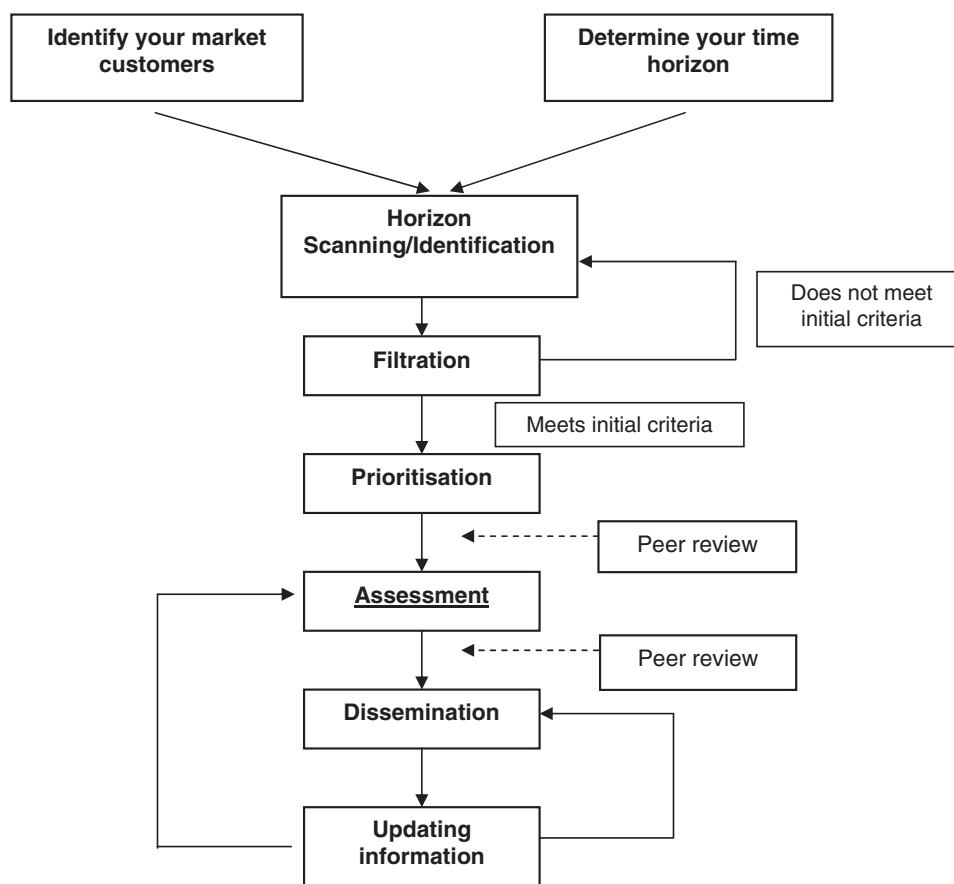 Identify your market
customers
Determine your time
horizon
Horizon
Scanning/Identification
Does not meet
initial criteria
Filtration
Meets initial criteria
Prioritisation
Peer review
Assessment
Peer review
Dissemination
Updating
information